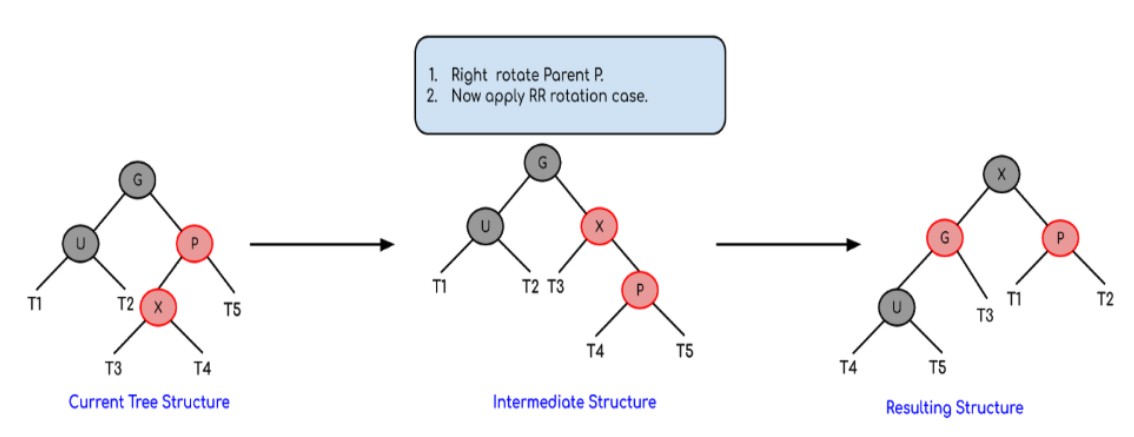 1. Right rotate Parent P.
2. Now apply RR rotation case.
G
U
P
T1
T2
X
T5
T3
T4
Current Tree Structure
G
U
X
T1
T2
T3
P
T4
T5
Intermediate Structure
X
G
P
U
T3
T1
T2
T4
T5
Resulting Structure